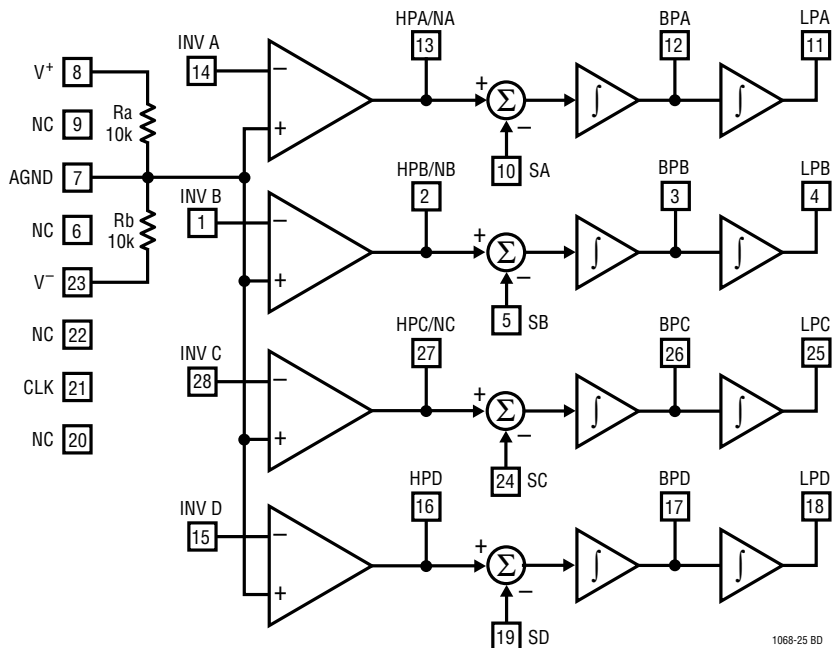 HPA/NA
BPA
LPA
13
12
11
INV A
V+
8
14
−
+
Σ
∫
∫
NC
9
Ra
10k
+
−
10
SA
AGND
7
HPB/NB
BPB
LPB
2
3
4
INV B
NC
6
Rb
10k
1
−
+
Σ
∫
∫
V−
23
+
−
5
SB
HPC/NC
BPC
LPC
27
26
25
NC
22
INV C
CLK
21
28
−
+
Σ
∫
∫
NC
20
+
−
24
SC
HPD
BPD
LPD
16
17
18
INV D
15
−
+
Σ
∫
∫
+
−
19
SD
1068-25 BD